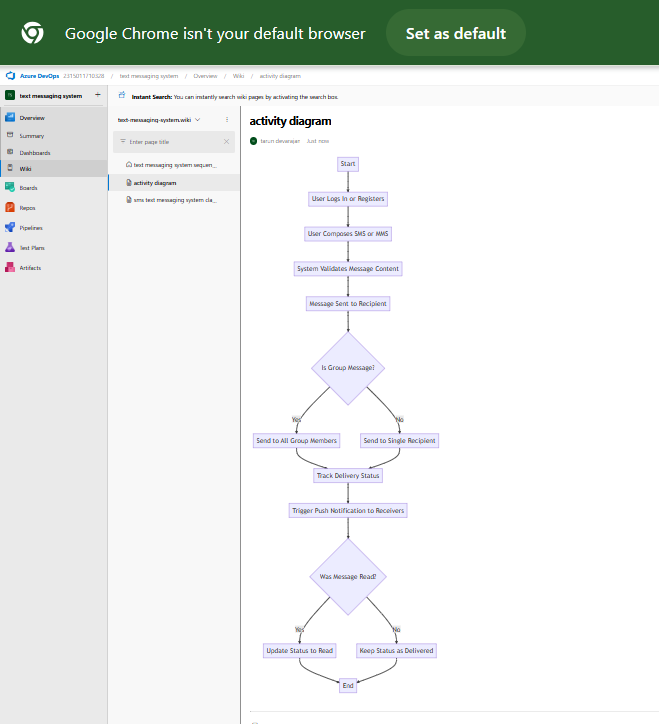 Google Chrome isn't your default browser
Set as default
Azure DevOps 2315011/10328 / text messaging system / Overview / Wiki / activity diagram
text messaging system +
Instant Search: You can instantly search wiki pages by activating the search box.
Overview
Summary
Dashboards
Wiki
Boards
Repos
Pipelines
Test Plans
Artifacts
text-messaging-system.wiki
Enter page title
text messaging system sequen_
activity diagram
sms text messaging system cla_
activity diagram
Just now
Start
User Logs In or Registers
User Composes SMS or MMS
System Validates Message Content
Message Sent to Recipient
Is Group Message?
Yes
No
Send to All Group Members
Send to Single Recipient
Track Delivery Status
Trigger Push Notification to Receivers
Was Message Read?
Yes
No
Update Status to Read
Keep Status as Delivered
End